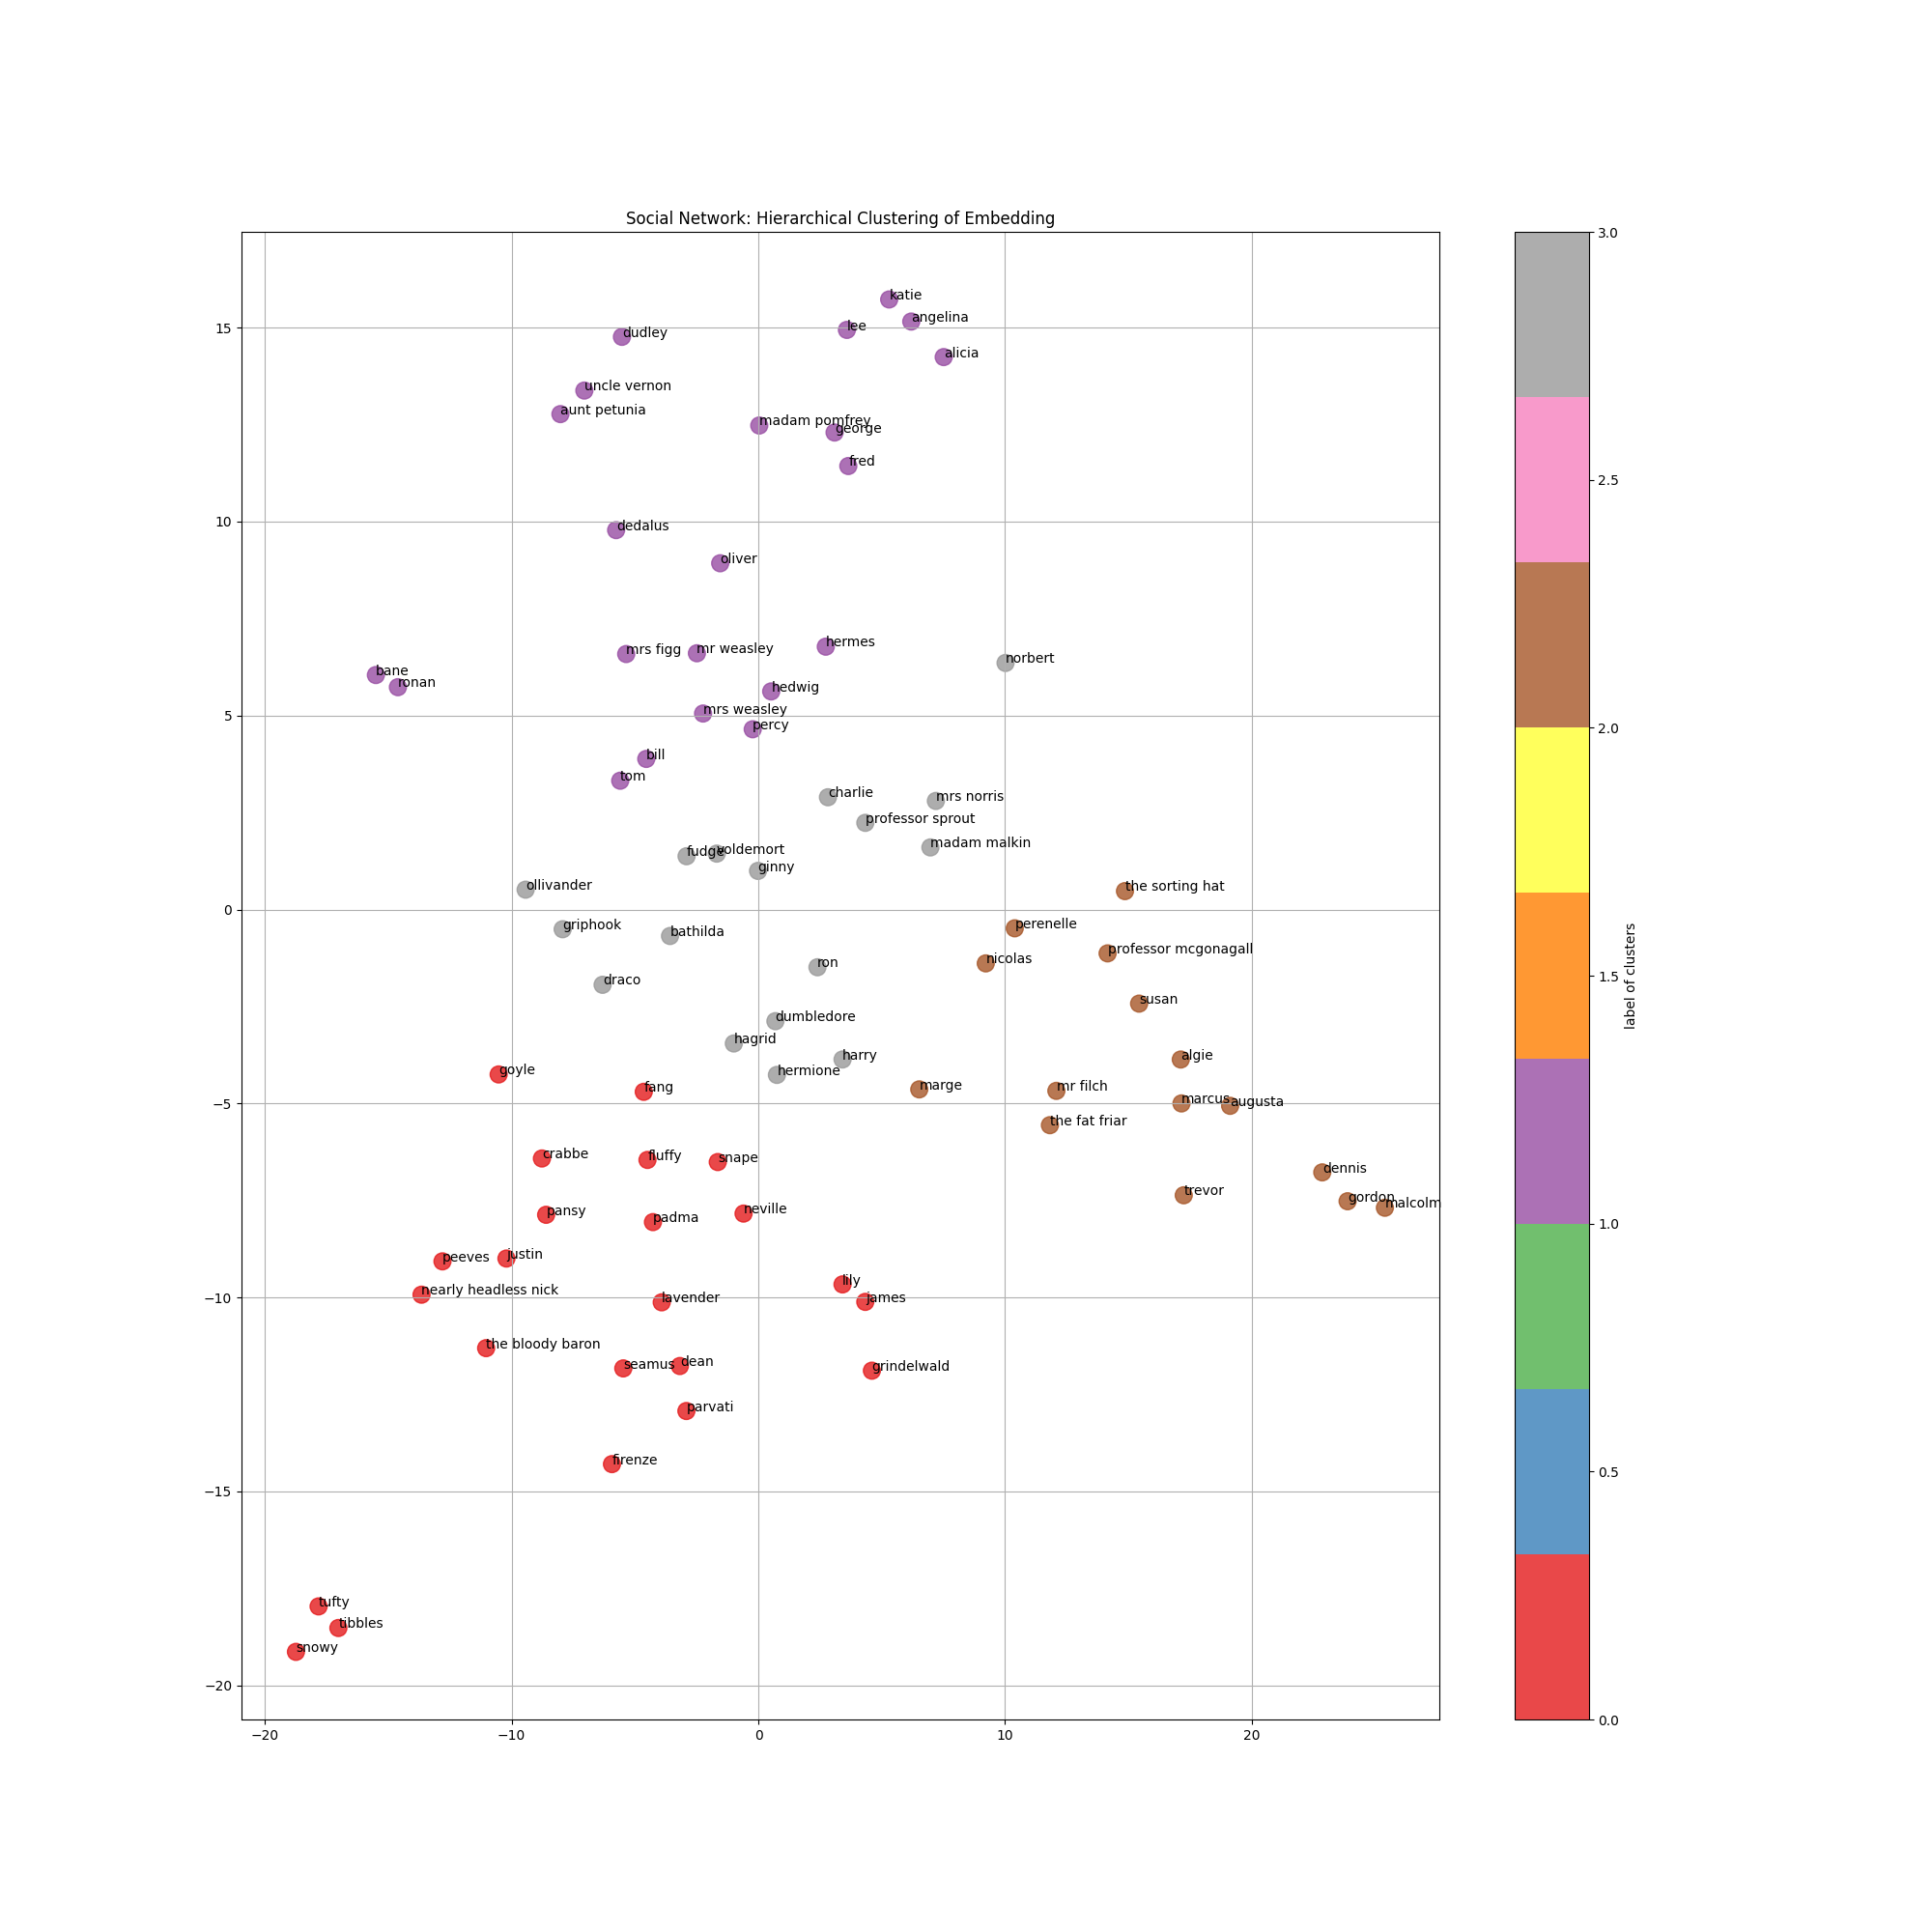 Social Network: Hierarchical Clustering of Embedding
katie
angelina
lee
dudley
alicia
uncle vernon
aunt petunia
madam pomfrey
george
fred
dedalus
oliver
hermes
mrs figg
mr weasley
norbert
bane
ronan
hedwig
mrs weasley
percy
bill
tom
charlie
mrs norris
professor sprout
madam malkin
fudge
voldemort
ginny
ollivander
the sorting hat
griphook
perenelle
bathilda
professor mcgonagall
nicolas
ron
draco
susan
dumbledore
hagrid
harry
algie
goyle
hermione
fang
marge
mr filch
marcus
augusta
the fat friar
crabbe
fluffy
snape
dennis
trevor
gordon
malcolm
pansy
padma
neville
peeves
justin
lily
nearly headless nick
lavender
james
the bloody baron
seamus
dean
grindelwald
parvati
firenze
tufty
tibbles
snowy
15
10
5
0
−5
−10
−15
−20
−20
−10
0
10
20
3.0
2.5
2.0
1.5
1.0
0.5
0.0
label of clusters